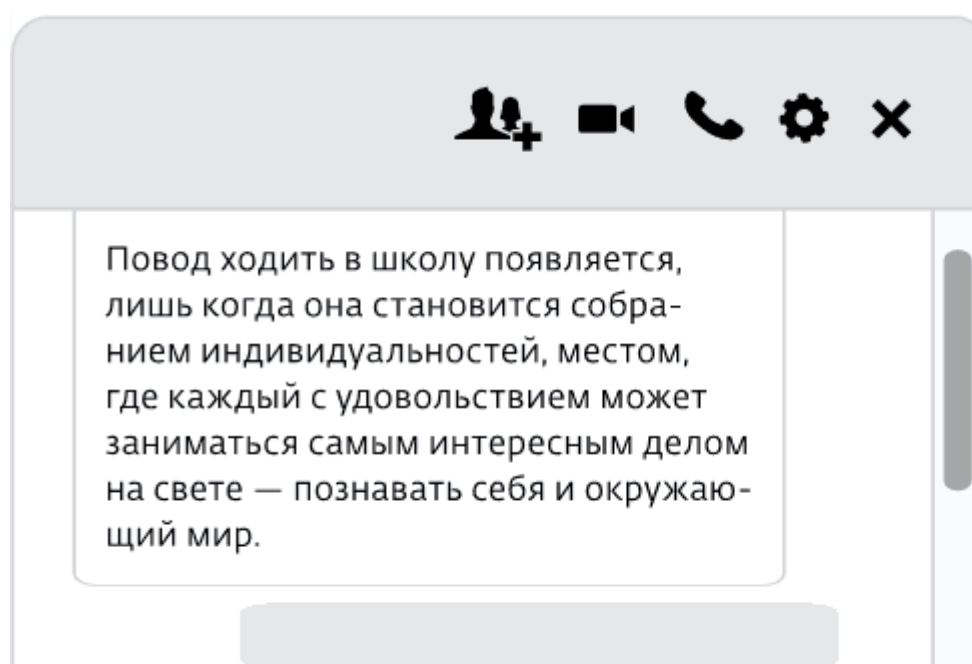 Повод ходить в школу появляется,
лишь когда она становится собра-
нием индивидуальностей, местом,
где каждый с удовольствием может
заниматься самым интересным делом
на свете — познавать себя и окружаю-
щий мир.